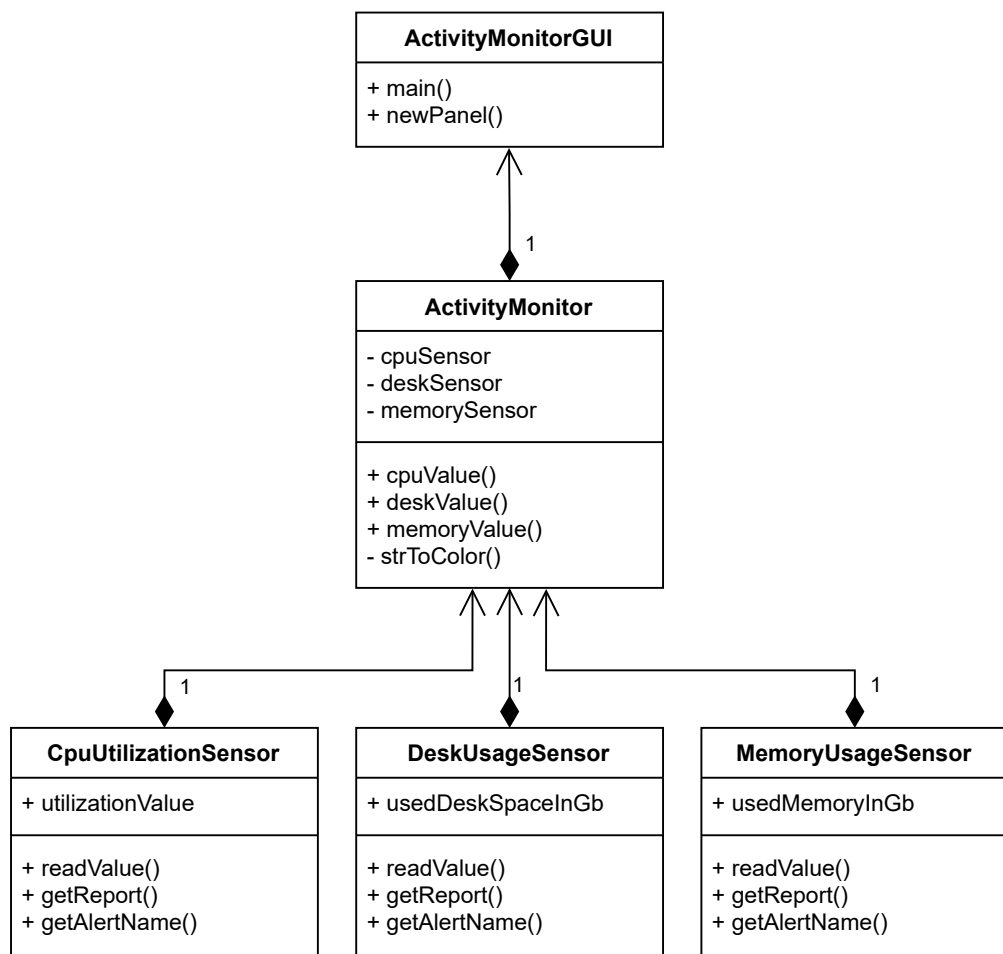 ActivityMonitorGUI
+ main()
+ newPanel()
1
ActivityMonitor
- cpuSensor
- deskSensor
- memorySensor
+ cpuValue()
+ deskValue()
+ memoryValue()
- strToColor()
1
1
1
CpuUtilizationSensor
+ utilizationValue
+ readValue()
+ getReport()
+ getAlertName()
DeskUsageSensor
+ usedDeskSpaceInGb
+ readValue()
+ getReport()
+ getAlertName()
MemoryUsageSensor
+ usedMemoryInGb
+ readValue()
+ getReport()
+ getAlertName()